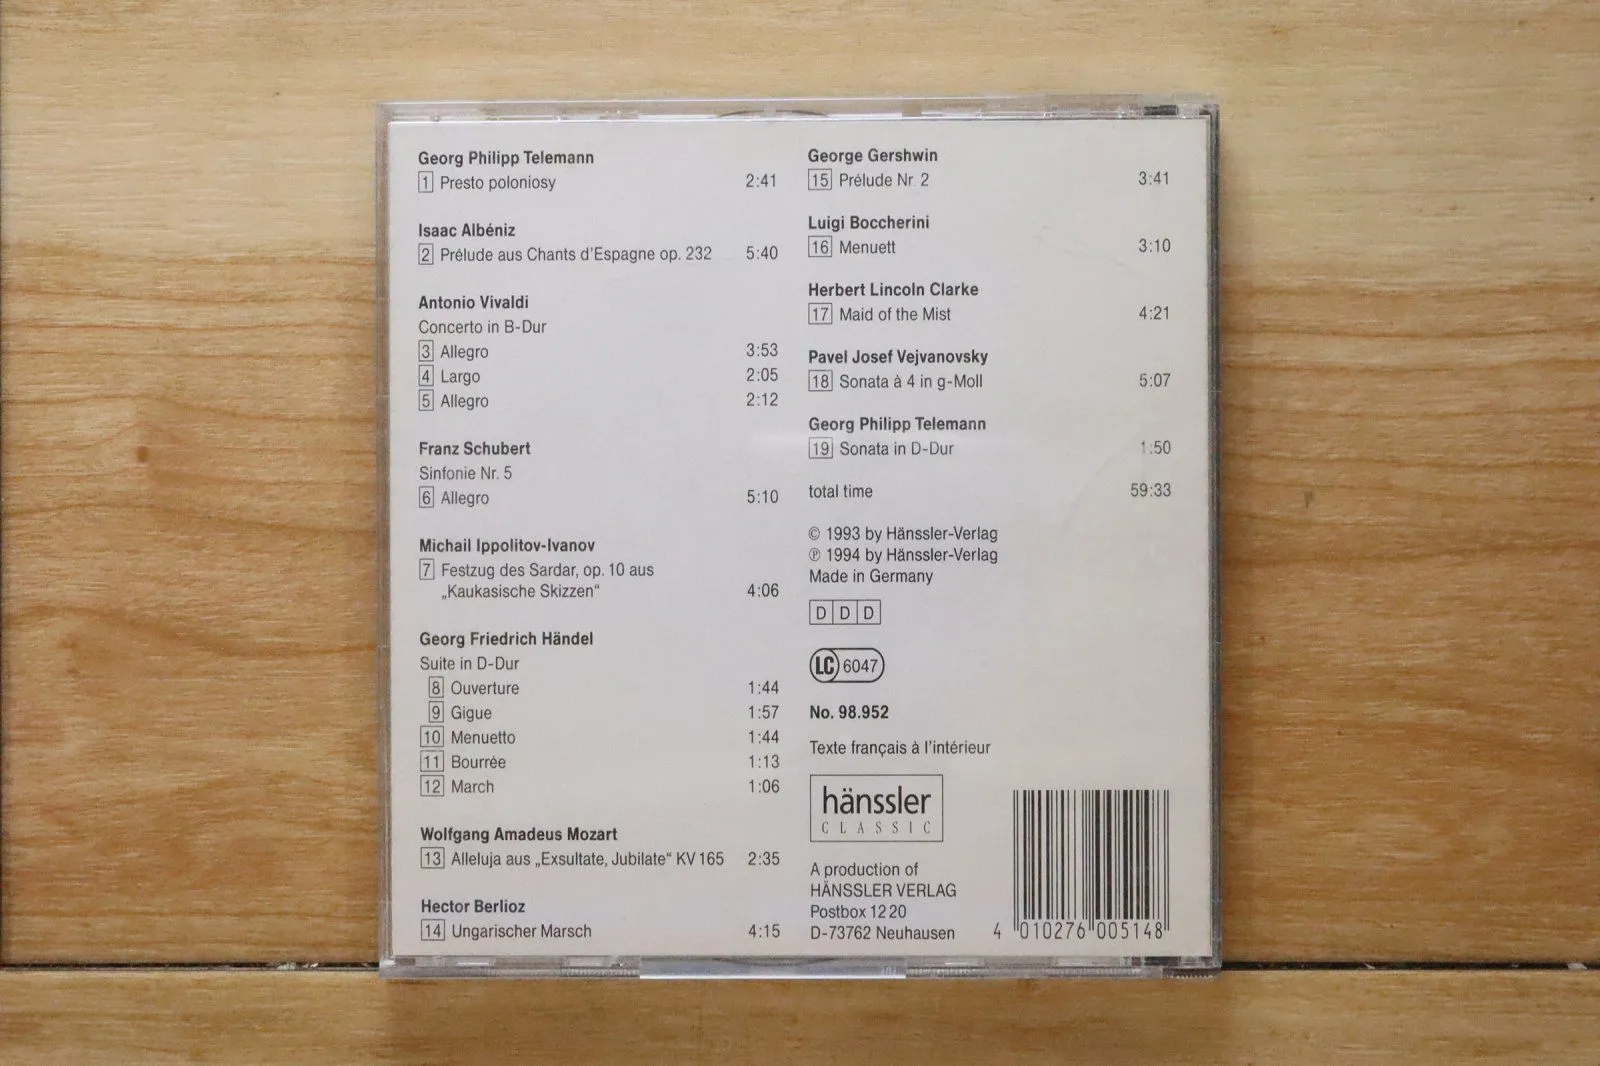 Georg Philipp Telemann
1 Presto poloniosy 2:41
Isaac Albéniz
2 Prélude aus Chants d'Espagne op. 232 5:40
Antonio Vivaldi
Concerto in B-Dur
3 Allegro 3:53
4 Largo 2:05
5 Allegro 2:12
Franz Schubert
Sinfonie Nr. 5
6 Allegro 5:10
Michail Ippolitov-Ivanov
7 Festzug des Sardar, op. 10 aus
„Kaukasische Skizzen“ 4:06
Georg Friedrich Händel
Suite in D-Dur
8 Ouverture 1:44
9 Gigue 1:57
10 Menuetto 1:44
11 Bourrée 1:13
12 March 1:06
Wolfgang Amadeus Mozart
13 Alleluja aus „Exsultate, Jubilate“ KV 165 2:35
Hector Berlioz
14 Ungarischer Marsch 4:15
George Gershwin
15 Prélude Nr. 2 3:41
Luigi Boccherini
16 Menuett 3:10
Herbert Lincoln Clarke
17 Maid of the Mist 4:21
Pavel Josef Vejvanovsky
18 Sonata à 4 in g-Moll 5:07
Georg Philipp Telemann
19 Sonata in D-Dur 1:50
total time 59:33
© 1993 by Hänssler-Verlag
℗ 1994 by Hänssler-Verlag
Made in Germany
D D D
LC 6047
No. 98.952
Texte français à l'intérieur
hänssler
CLASSIC
A production of
HÄNSSLER VERLAG
Postbox 12 20
D-73762 Neuhausen
4 010276 005148